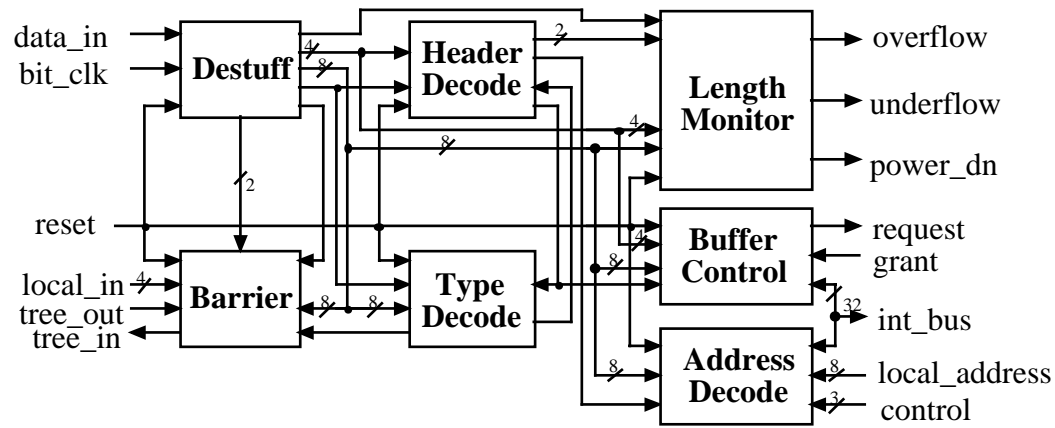 data_in
bit_clk
Destuff
4
8
Header
Decode
2
Length
Monitor
overflow
underflow
power_dn
4
8
2
reset
local_in
4
tree_out
tree_in
Barrier
8
8
Type
Decode
4
8
Buffer
Control
request
grant
32
int_bus
8
Address
Decode
8
local_address
3
control